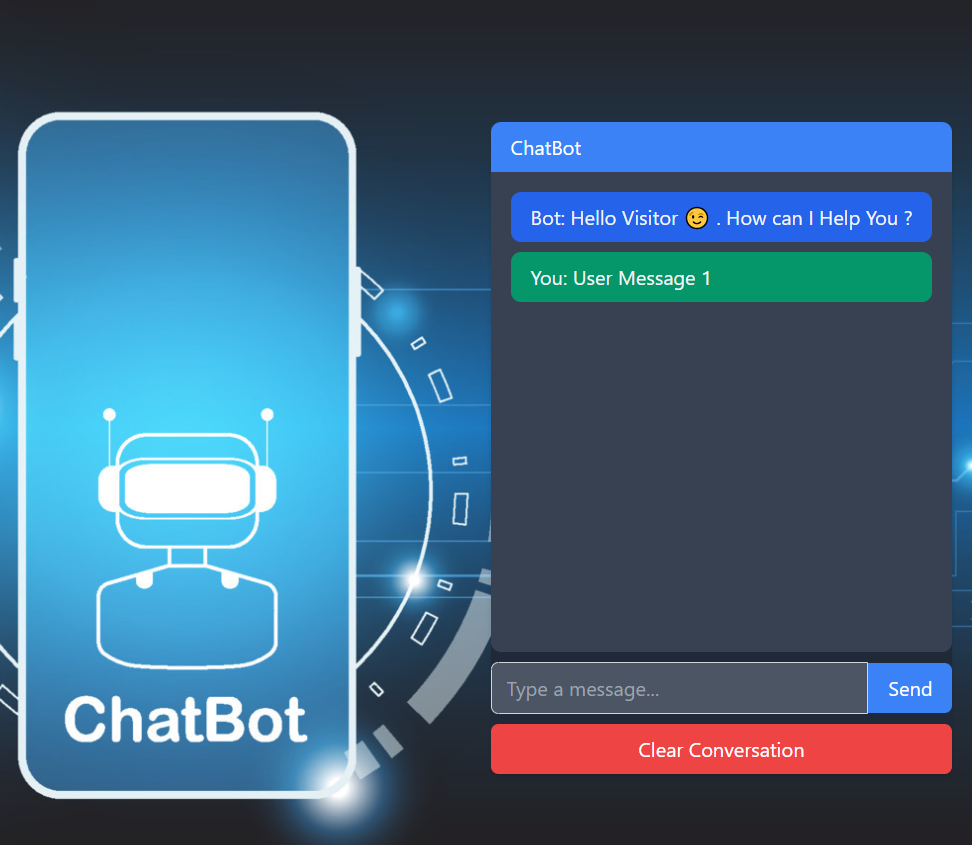 ChatBot
ChatBot
Bot: Hello Visitor 😉 . How can I Help You ?
You: User Message 1
Type a message...
Send
Clear Conversation